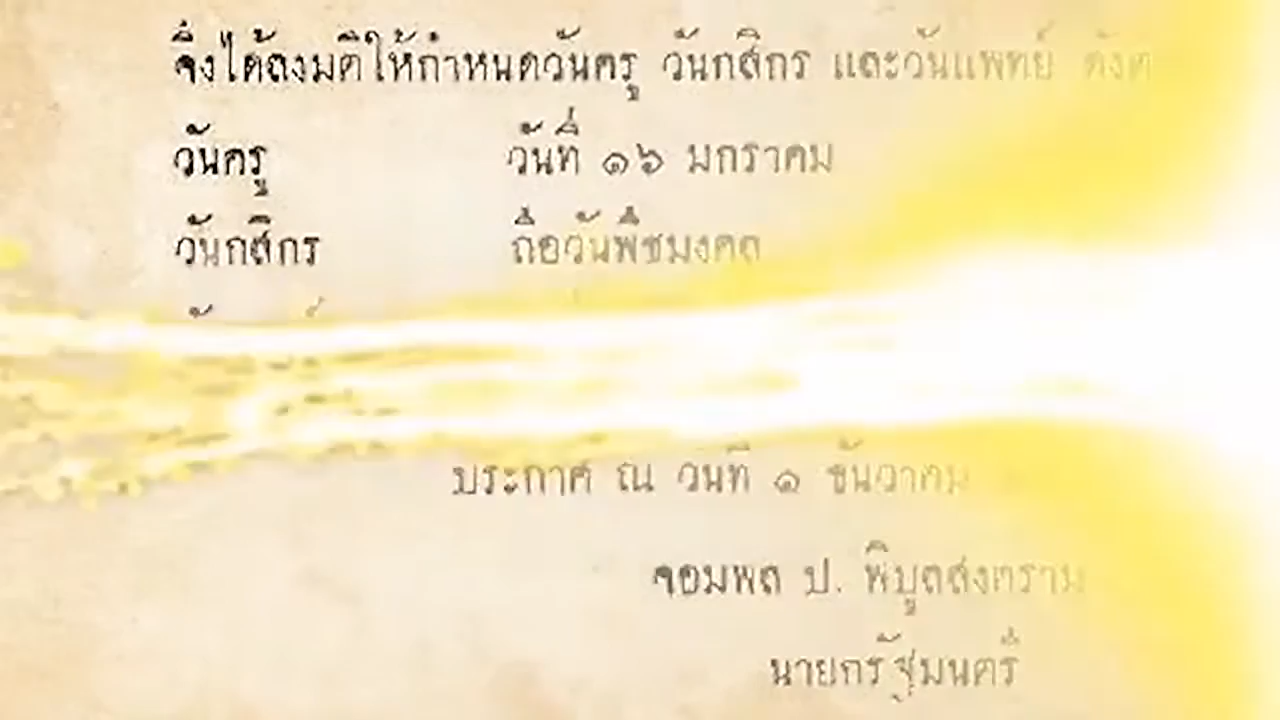 จึงได้ลงมติให้กำหนดวันครู วันกสิกร และวันแพทย์
วันครู วันที่ ๑๖ มกราคม
วันกสิกร ถือวันพืชมงคล
ประกาศ ณ วันที่ ๑ ธันวาคม
จอมพล ป. พิบูลสงคราม
นายกรัฐมนตรี